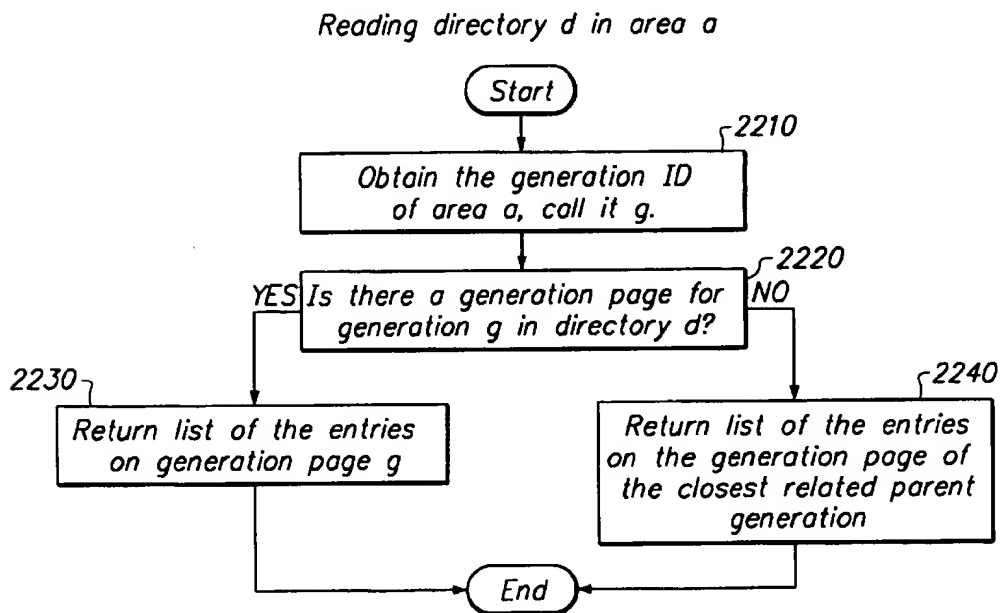 Reading directory d in area a
Start
2210
Obtain the generation ID
of area a, call it g.
2220
YES
Is there a generation page for
generation g in directory d?
NO
2230
Return list of the entries
on generation page g
2240
Return list of the entries
on the generation page of
the closest related parent
generation
End